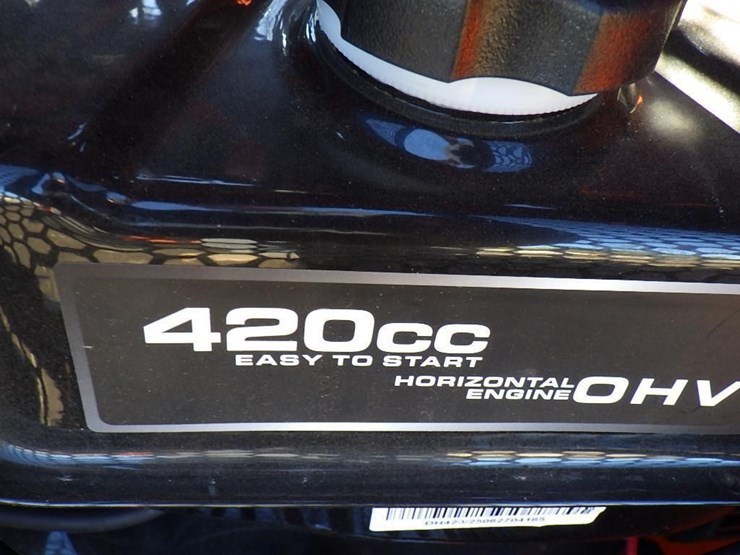 420cc
EASY TO START
HORIZONTAL
ENGINE OHV